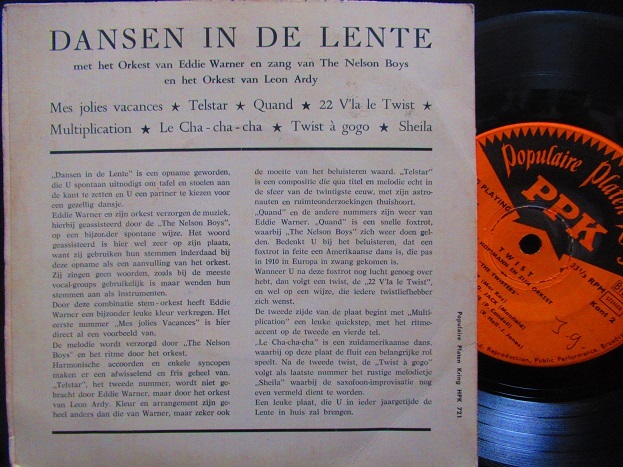 DANSEN IN DE LENTE
met het Orkest van Eddie Warner en zang van The Nelson Boys
en het Orkest van Leon Ardy
Mes jolies vacances ★ Telstar ★ Quand ★ 22 V'la le Twist ★
Multiplication ★ Le Cha-cha-cha ★ Twist à gogo ★ Sheila
„Dansen in de Lente" is een opname geworden,
die U spontaan uitnodigt om tafel en stoelen aan
de kant te zetten en U een partner te kiezen voor
een gezellig dansje.
Eddie Warner en zijn orkest verzorgen de muziek,
hierbij geassisteerd door de „The Nelson Boys",
op een bijzonder spontane wijze. Het woord
geassisteerd is hier wel zeer op zijn plaats,
want zij gebruiken hun stemmen inderdaad bij
deze opname als een aanvulling van het orkest.
Zij zingen geen woorden, zoals bij de meeste
vocal-groups gebruikelijk is maar wenden hun
stemmen aan als instrumenten.
Door deze combinatie stem-orkest heeft Eddie
Warner een bijzonder leuke kleur verkregen. Het
eerste nummer „Mes jolies Vacances" is hier
direct al een voorbeeld van.
De melodie wordt verzorgd door „The Nelson
Boys" en het ritme door het orkest.
Harmonische accoorden en enkele syncopen
maken er een afwisselend en fris geheel van.
„Telstar", het tweede nummer, wordt niet ge-
bracht door Eddie Warner, maar door het orkest
van Leon Ardy. Kleur en arrangement zijn ge-
heel anders dan die van Warner, maar zeker ook
de moeite van het beluisteren waard. „Telstar"
is een compositie die qua titel en melodie echt in
de sfeer van de twintigste eeuw, met zijn astro-
nauten en ruimteonderzoekingen thuishoort.
„Quand" en de andere nummers zijn weer van
Eddie Warner. „Quand" is een snelle foxtrot,
waarbij „The Nelson Boys" zich weer doen gel-
den. Bedenkt U bij het beluisteren, dat een
foxtrot in feite een Amerikaanse dans is, die pas
in 1910 in Europa in zwang gekomen is.
Wanneer U na deze foxtrot nog lucht genoeg over
hebt, dan volgt een twist, de „22 V'la le Twist",
en wel op een wijze, die iedere twistliefhebber
zich wenst.
De tweede zijde van de plaat begint met „Multi-
plication" een leuke quickstep, met het ritme-
accent op de tweede en vierde tel.
„Le Cha-cha-cha" is een zuidamerikaanse dans,
waarbij op deze plaat de fluit een belangrijke rol
speelt. Na de tweede twist, de „Twist à gogo"
volgt als laatste nummer het rustige melodietje
„Sheila" waarbij de saxofoon-improvisatie nog
even vermeld dient te worden.
Een leuke plaat, die U in ieder jaargetijde de
Lente in huis zal brengen.
Populaire Platen Kring HPK 721
Populaire Platen
PPK
PLAYING
TWIST
ORKEST
THE TWISTERS
JACK
33⅓ RPM
Kant 2
Reproduction, Public Performance,